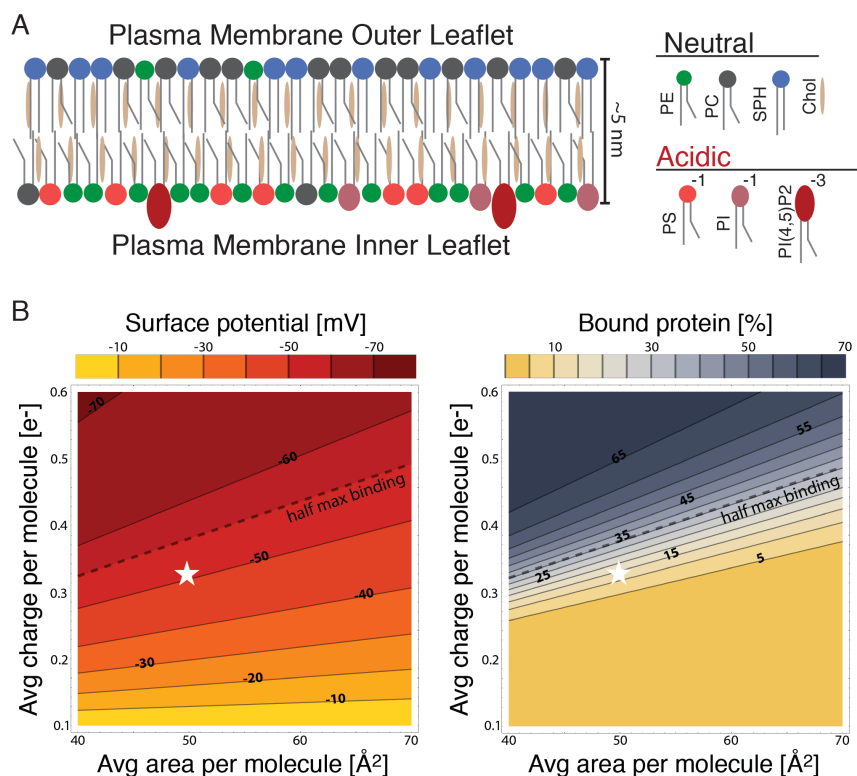 A
Plasma Membrane Outer Leaflet
~5 nm
Plasma Membrane Inner Leaflet
Neutral
PE
PC
SPH
Chol
Acidic
-1
-1
-3
PS
PI
PI(4,5)P2
B
Surface potential [mV]
-10 -30 -50 -70
Avg charge per molecule [e-]
0.6
0.5
0.4
0.3
0.2
0.1
-70
-60
half max binding
-50
-40
-30
-20
-10
40 50 60 70
Avg area per molecule [Å2]
Bound protein [%]
10 30 50 70
Avg charge per molecule [e-]
0.6
0.5
0.4
0.3
0.2
0.1
65
55
45
half max binding
35
25
15
5
40 50 60 70
Avg area per molecule [Å2]